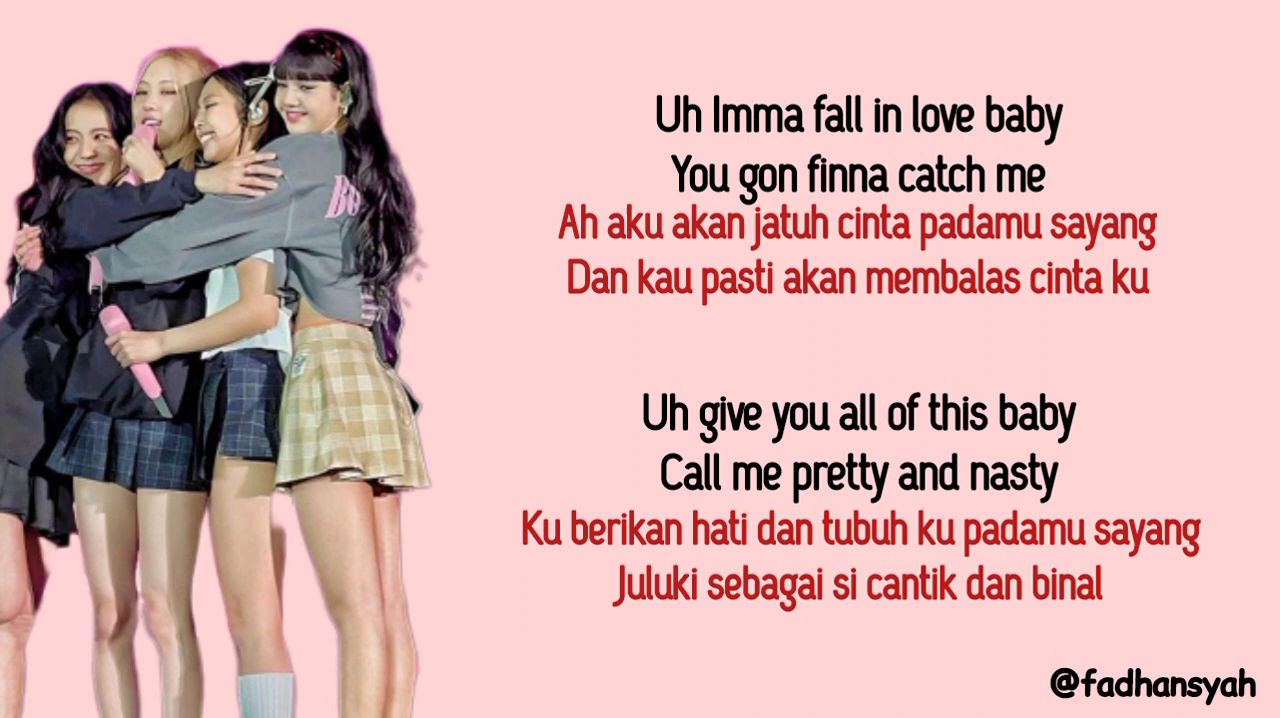 Uh Imma fall in love baby
You gon finna catch me
Ah aku akan jatuh cinta padamu sayang
Dan kau pasti akan membalas cinta ku
Uh give you all of this baby
Call me pretty and nasty
Ku berikan hati dan tubuh ku padamu sayang
Juluki sebagai si cantik dan binal
@fadhansyah